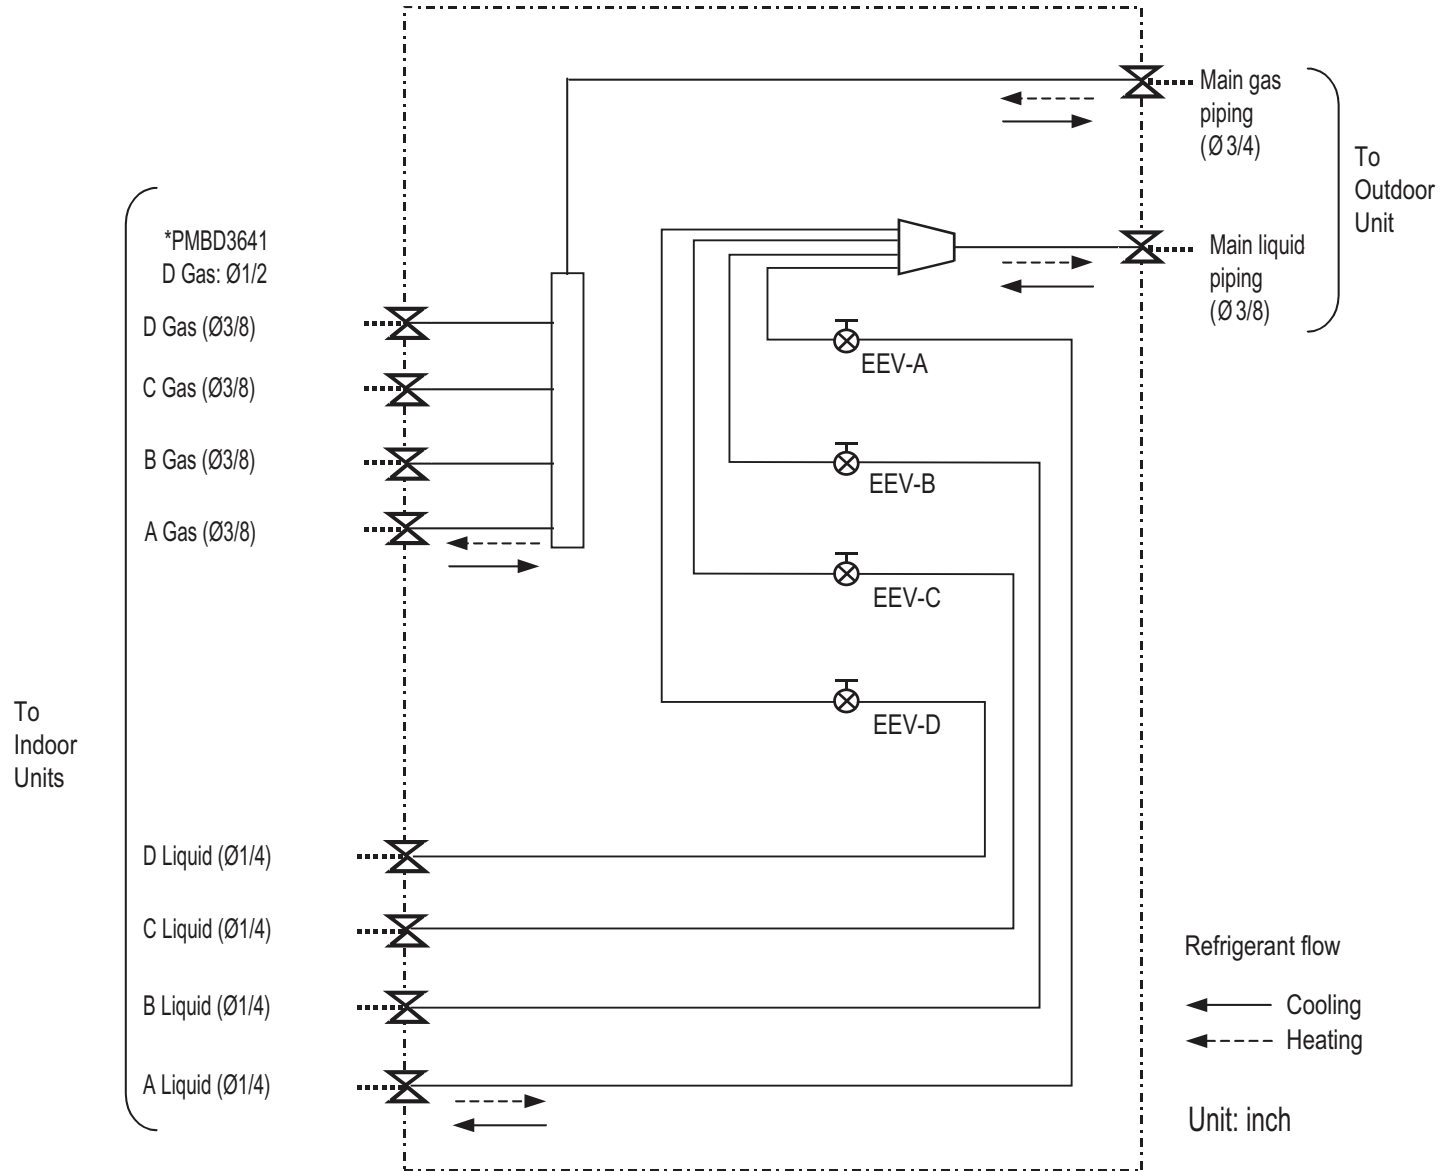 Main gas
piping
(Ø 3/4)
To
Outdoor
Unit
Main liquid
piping
(Ø 3/8)
*PMBD3641
D Gas: Ø1/2
D Gas (Ø3/8)
C Gas (Ø3/8)
B Gas (Ø3/8)
A Gas (Ø3/8)
EEV-A
EEV-B
EEV-C
EEV-D
To
Indoor
Units
D Liquid (Ø1/4)
C Liquid (Ø1/4)
B Liquid (Ø1/4)
A Liquid (Ø1/4)
Refrigerant flow
Cooling
Heating
Unit: inch